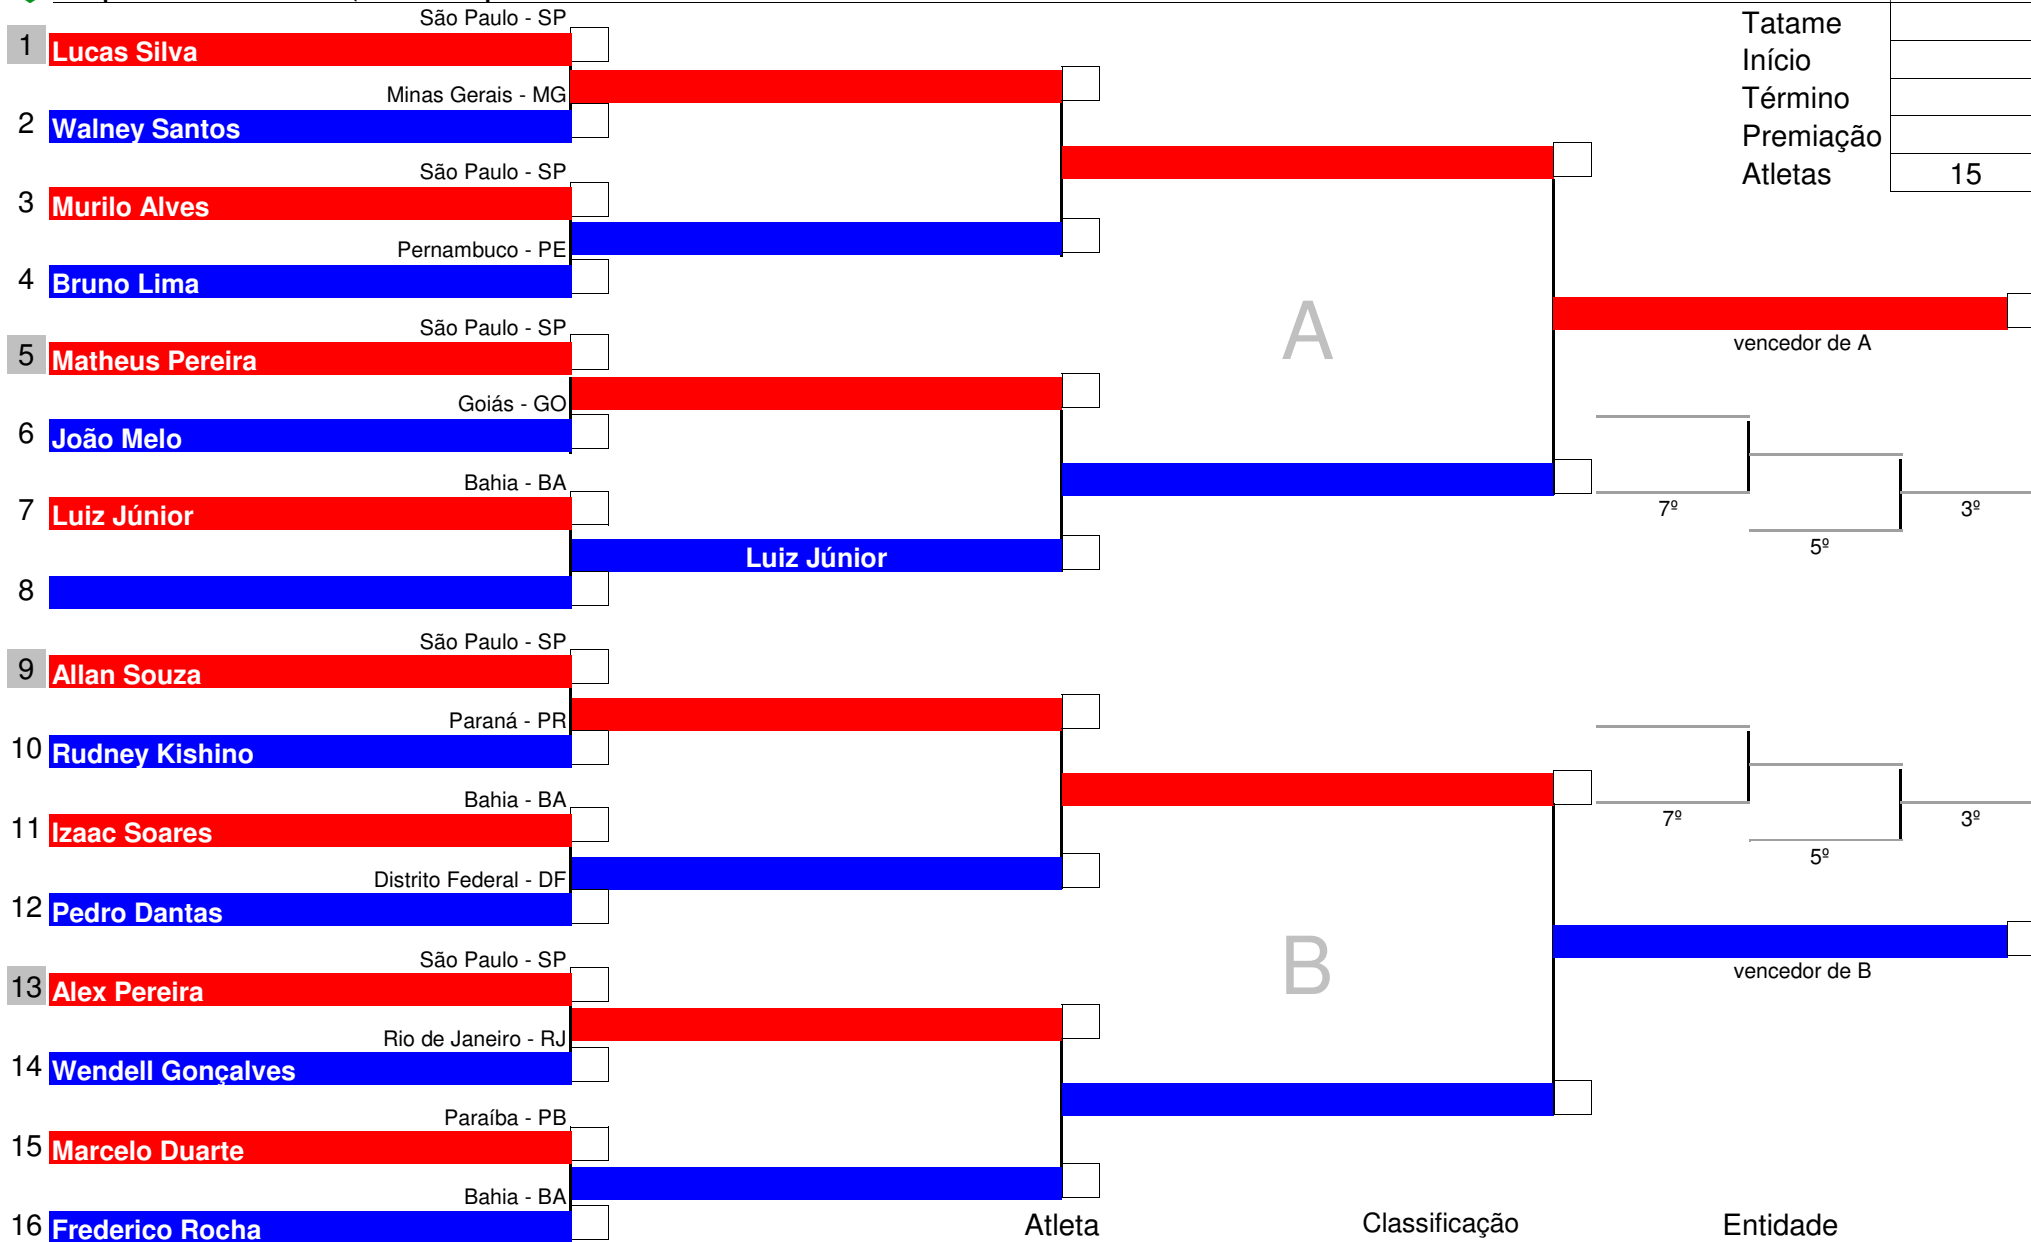 São Paulo - SP
1 Lucas Silva
Minas Gerais - MG
2 Walney Santos
São Paulo - SP
3 Murilo Alves
Pernambuco - PE
4 Bruno Lima
São Paulo - SP
5 Matheus Pereira
Goiás - GO
6 João Melo
Bahia - BA
7 Luiz Júnior
Luiz Júnior
8
São Paulo - SP
9 Allan Souza
Paraná - PR
10 Rudney Kishino
Bahia - BA
11 Izaac Soares
Distrito Federal - DF
12 Pedro Dantas
São Paulo - SP
13 Alex Pereira
Rio de Janeiro - RJ
14 Wendell Gonçalves
Paraíba - PB
15 Marcelo Duarte
Bahia - BA
16 Frederico Rocha
A
B
Tatame
Início
Término
Premiação
Atletas 15
vencedor de A
7º
3º
5º
7º
3º
5º
vencedor de B
Atleta Classificação Entidade